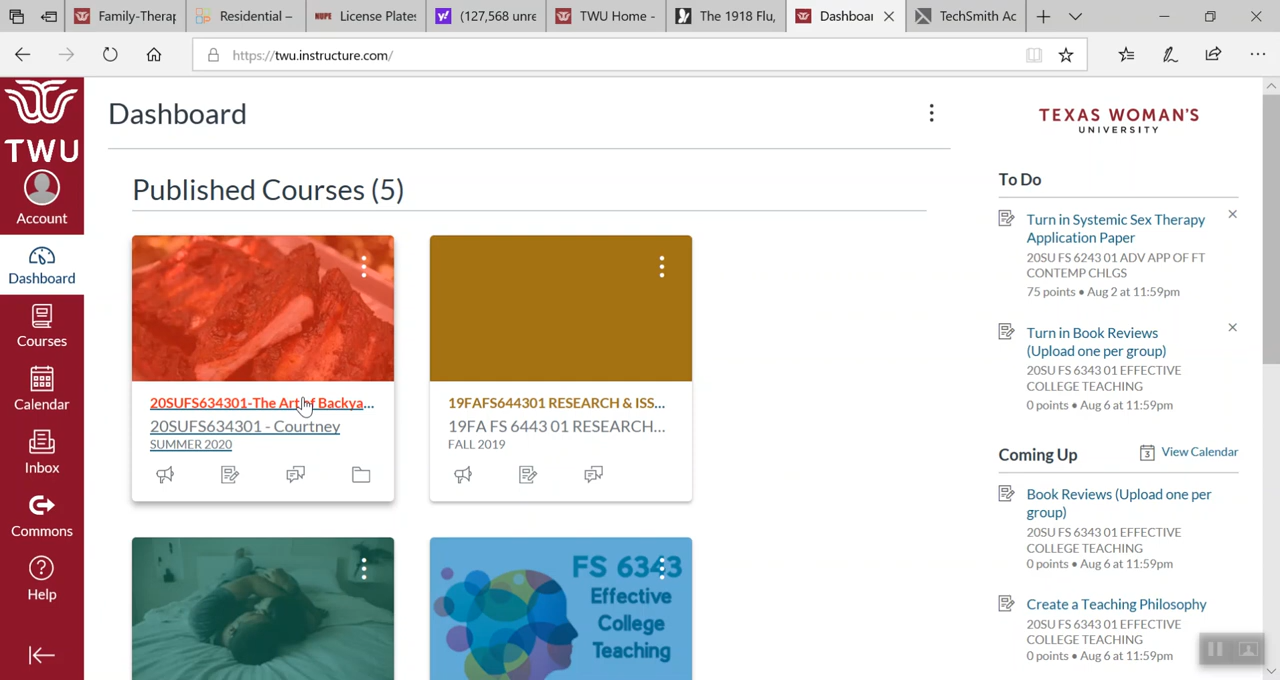 Family-Therap
Residential –
License Plates
(127,568 unre
TWU Home -
The 1918 Flu,
Dashboar
TechSmith Ac
https://twu.instructure.com/
TWU
Account
Dashboard
Courses
Calendar
Inbox
Commons
Help
Dashboard
Published Courses (5)
20SUFS634301-The Art of Backya...
20SUFS634301 - Courtney
SUMMER 2020
19FAFS644301 RESEARCH & ISS...
19FA FS 6443 01 RESEARCH...
FALL 2019
FS 6343
Effective
College
Teaching
TEXAS WOMAN'S
UNIVERSITY
To Do
Turn in Systemic Sex Therapy
Application Paper
20SU FS 6243 01 ADV APP OF FT
CONTEMP CHLGS
75 points • Aug 2 at 11:59pm
Turn in Book Reviews
(Upload one per group)
20SU FS 6343 01 EFFECTIVE
COLLEGE TEACHING
0 points • Aug 6 at 11:59pm
Coming Up
3 View Calendar
Book Reviews (Upload one per
group)
20SU FS 6343 01 EFFECTIVE
COLLEGE TEACHING
0 points • Aug 6 at 11:59pm
Create a Teaching Philosophy
20SU FS 6343 01 EFFECTIVE
COLLEGE TEACHING
0 points • Aug 6 at 11:59pm